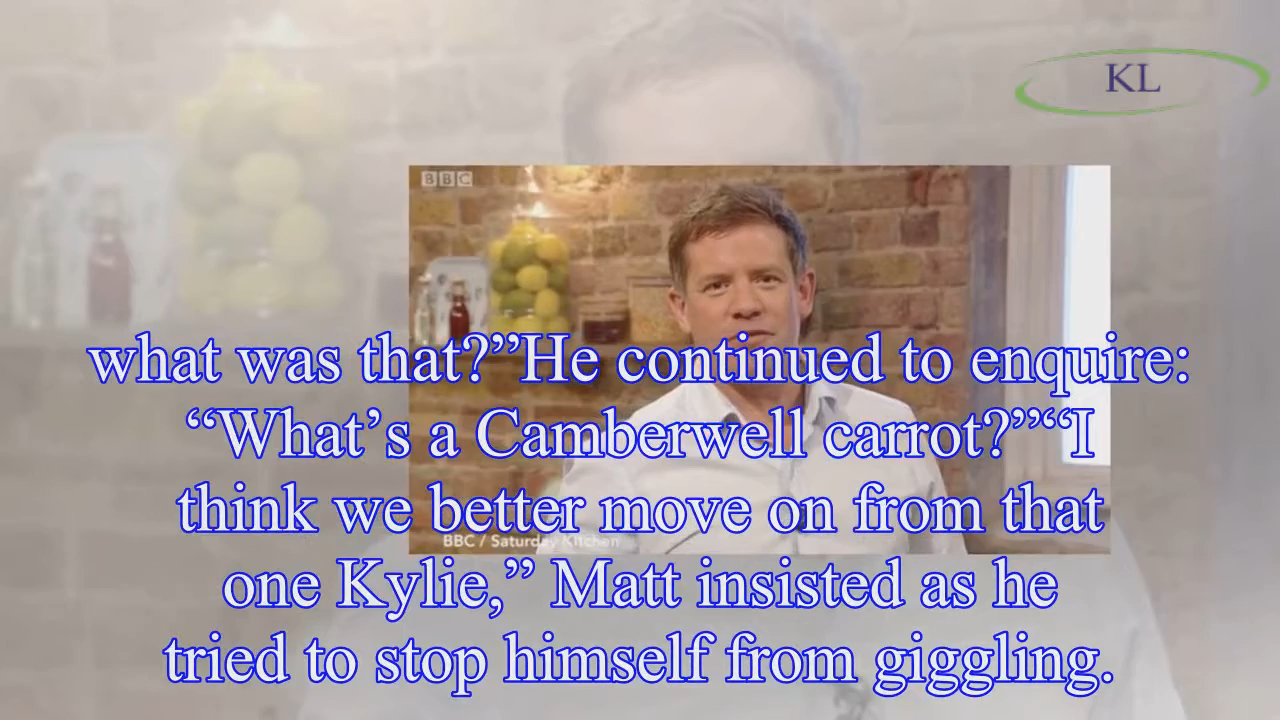 KL
BBC
what was that?”He continued to enquire:
“What’s a Camberwell carrot?”“I
think we better move on from that
BBC / Saturday Kitchen
one Kylie,” Matt insisted as he
tried to stop himself from giggling.